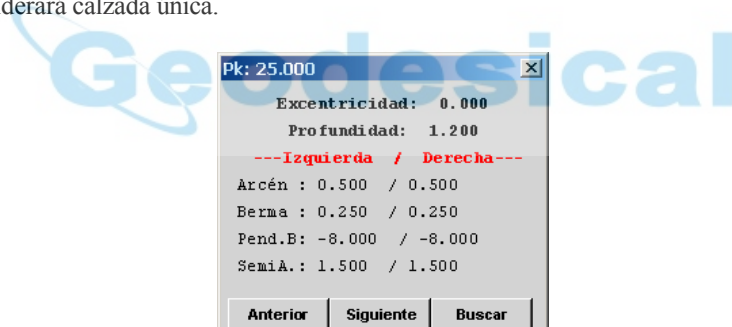 derará calzada única.
Geodesical
Pk: 25.000
Excentricidad: 0.000
Profundidad: 1.200
---Izquierda / Derecha---
Arcén : 0.500 / 0.500
Berma : 0.250 / 0.250
Pend.B: -8.000 / -8.000
SemiA.: 1.500 / 1.500
Anterior Siguiente Buscar